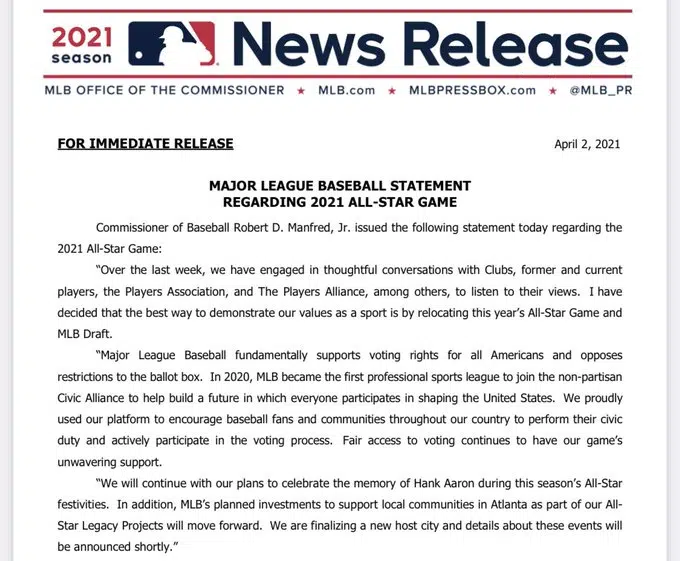 2021
season
News Release
MLB OFFICE OF THE COMMISSIONER ★ MLB.com ★ MLBPRESSBOX.com ★ @MLB_PR
FOR IMMEDIATE RELEASE
April 2, 2021
MAJOR LEAGUE BASEBALL STATEMENT
REGARDING 2021 ALL-STAR GAME
Commissioner of Baseball Robert D. Manfred, Jr. issued the following statement today regarding the
2021 All-Star Game:
“Over the last week, we have engaged in thoughtful conversations with Clubs, former and current
players, the Players Association, and The Players Alliance, among others, to listen to their views. I have
decided that the best way to demonstrate our values as a sport is by relocating this year’s All-Star Game and
MLB Draft.
“Major League Baseball fundamentally supports voting rights for all Americans and opposes
restrictions to the ballot box. In 2020, MLB became the first professional sports league to join the non-partisan
Civic Alliance to help build a future in which everyone participates in shaping the United States. We proudly
used our platform to encourage baseball fans and communities throughout our country to perform their civic
duty and actively participate in the voting process. Fair access to voting continues to have our game’s
unwavering support.
“We will continue with our plans to celebrate the memory of Hank Aaron during this season’s All-Star
festivities. In addition, MLB’s planned investments to support local communities in Atlanta as part of our All-
Star Legacy Projects will move forward. We are finalizing a new host city and details about these events will
be announced shortly.”